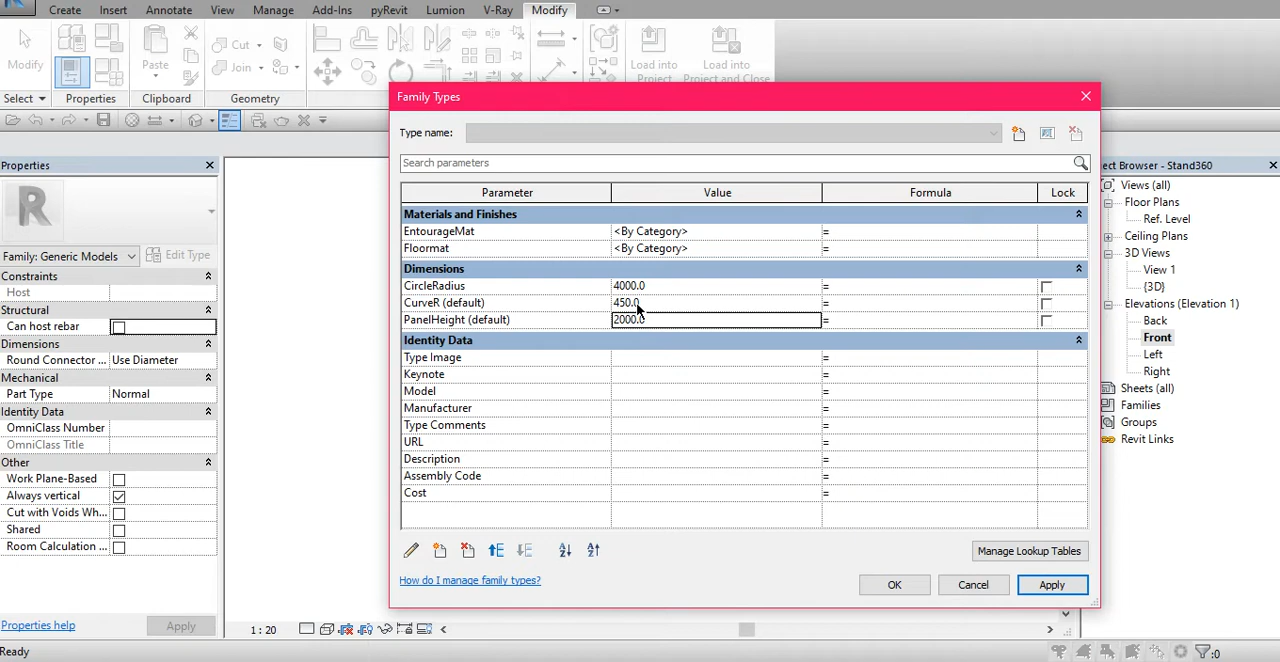 Create Insert Annotate View Manage Add-Ins pyRevit Lumion V-Ray Modify
Modify
Paste
Cut
Join
Load into
Project
Load into
Project and Close
Select Properties Clipboard Geometry
Family Types
Type name:
Search parameters
Parameter Value Formula Lock
Materials and Finishes
EntourageMat <By Category> =
Floormat <By Category> =
Dimensions
CircleRadius 4000.0 =
CurveR (default) 450.0 =
PanelHeight (default) 2000.0 =
Identity Data
Type Image =
Keynote =
Model =
Manufacturer =
Type Comments =
URL =
Description =
Assembly Code =
Cost =
Manage Lookup Tables
How do I manage family types?
OK Cancel Apply
Properties
R
Family: Generic Models Edit Type
Constraints
Host
Structural
Can host rebar
Dimensions
Round Connector ... Use Diameter
Mechanical
Part Type Normal
Identity Data
OmniClass Number
OmniClass Title
Other
Work Plane-Based
Always vertical
Cut with Voids Wh...
Shared
Room Calculation ...
Properties help Apply
ect Browser - Stand360
Views (all)
Floor Plans
Ref. Level
Ceiling Plans
3D Views
View 1
{3D}
Elevations (Elevation 1)
Back
Front
Left
Right
Sheets (all)
Families
Groups
Revit Links
1 : 20
Ready
:0